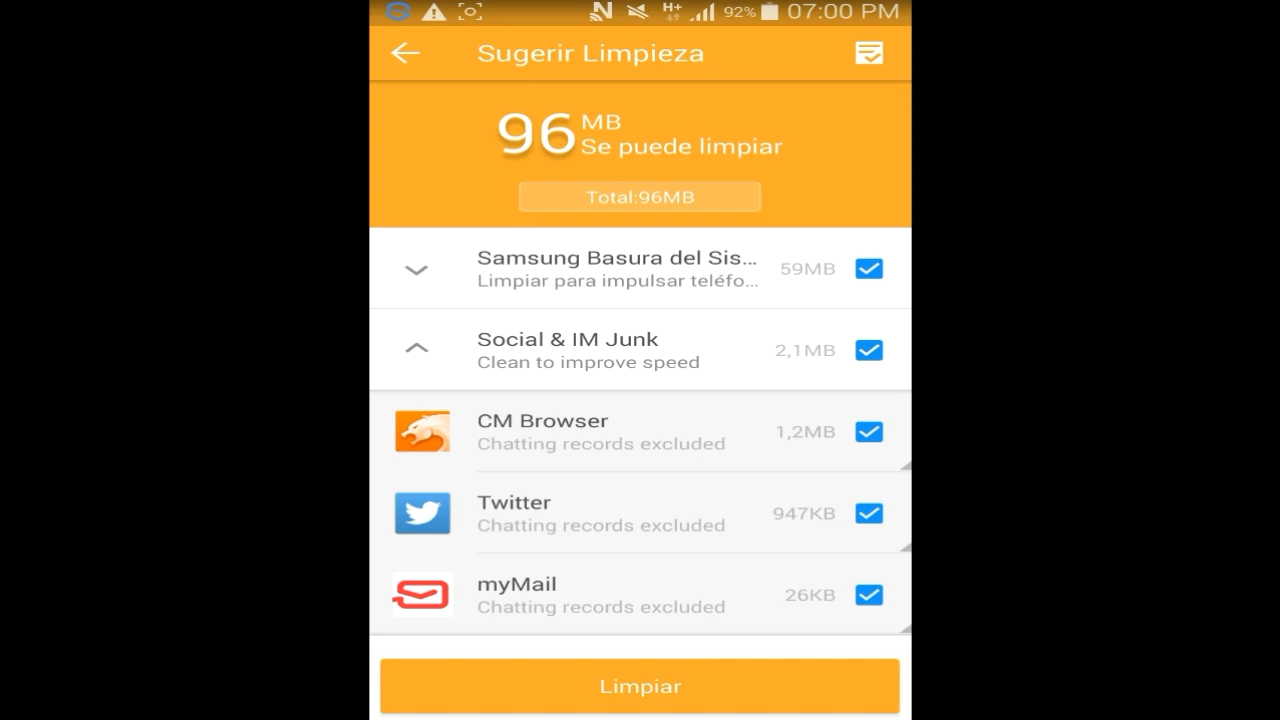 92% 07:00 PM
Sugerir Limpieza
96 MB
Se puede limpiar
Total:96MB
Samsung Basura del Sis... 59MB
Limpiar para impulsar teléfo...
Social & IM Junk 2,1MB
Clean to improve speed
CM Browser 1,2MB
Chatting records excluded
Twitter 947KB
Chatting records excluded
myMail 26KB
Chatting records excluded
Limpiar